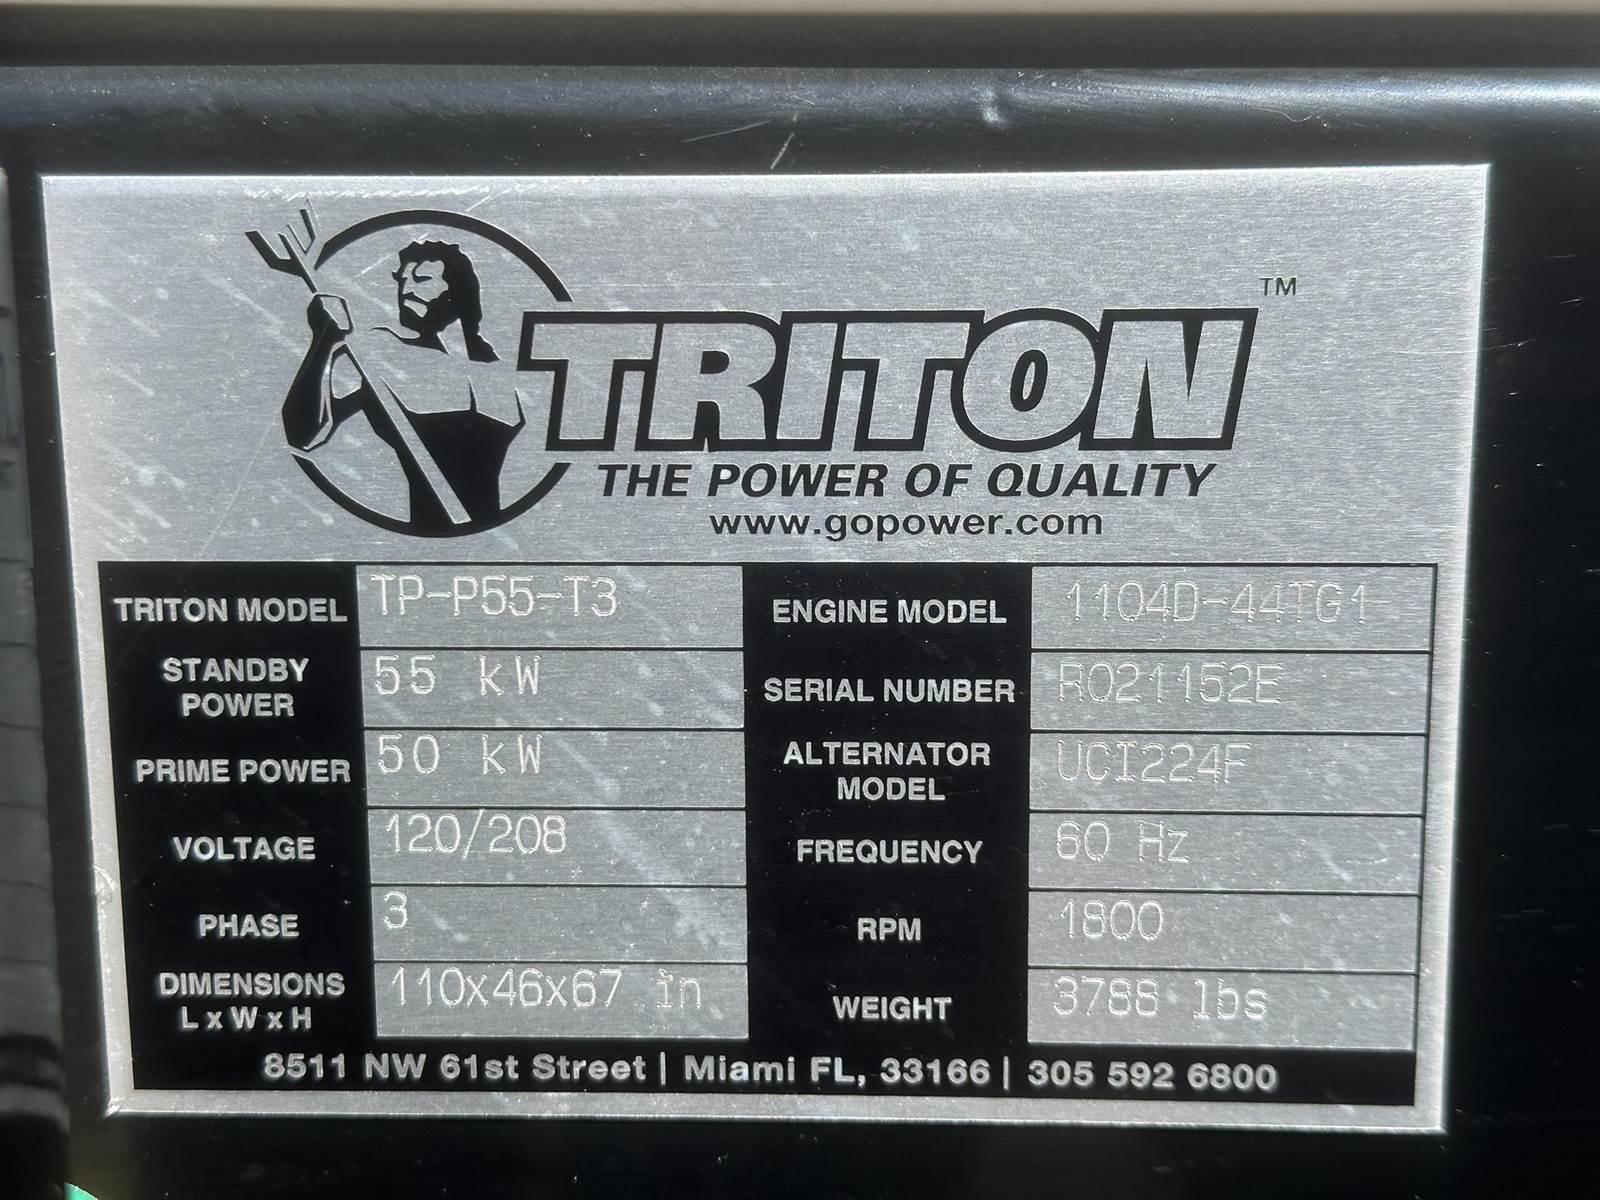 TRITON™
THE POWER OF QUALITY
www.gopower.com
TRITON MODEL TP-P55-T3 ENGINE MODEL 1104D-44TG1
STANDBY POWER 55 kW SERIAL NUMBER R021152E
PRIME POWER 50 kW ALTERNATOR MODEL UCI224F
VOLTAGE 120/208 FREQUENCY 60 Hz
PHASE 3 RPM 1800
DIMENSIONS L x W x H 110x46x67 in WEIGHT 3788 lbs
8511 NW 61st Street | Miami FL, 33166 | 305 592 6800